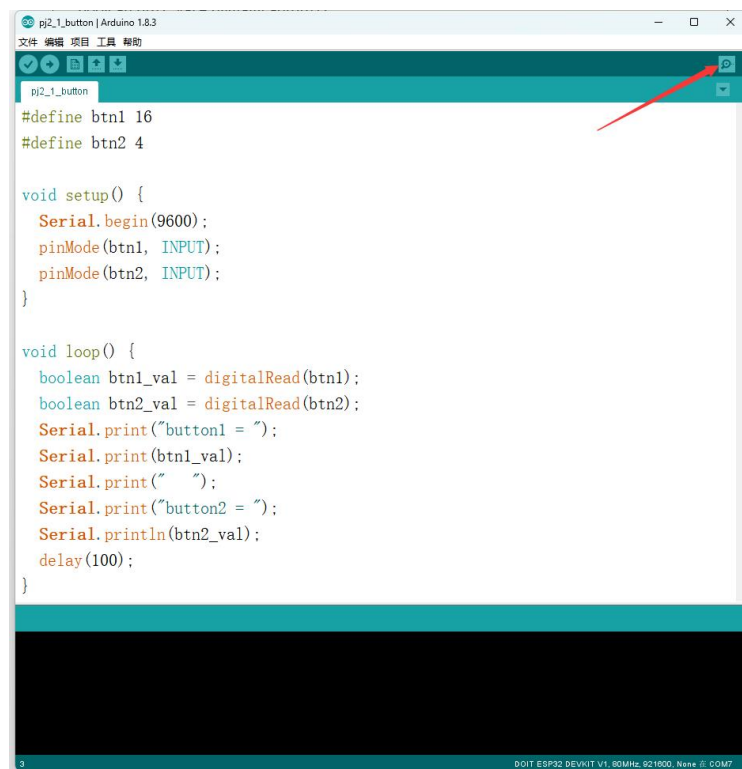 pj2_1_button | Arduino 1.8.3
文件 编辑 项目 工具 帮助
pj2_1_button
#define btn1 16
#define btn2 4
void setup() {
  Serial.begin(9600);
  pinMode(btn1, INPUT);
  pinMode(btn2, INPUT);
}
void loop() {
  boolean btn1_val = digitalRead(btn1);
  boolean btn2_val = digitalRead(btn2);
  Serial.print("button1 = ");
  Serial.print(btn1_val);
  Serial.print("   ");
  Serial.print("button2 = ");
  Serial.println(btn2_val);
  delay(100);
}
3
DOIT ESP32 DEVKIT V1, 80MHz, 921600, None 在 COM7